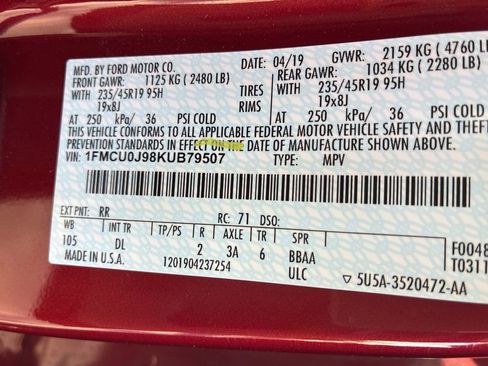 MFD. BY FORD MOTOR CO.
04/19 GVWR: 2159 KG (4760 LB)
FRONT GAWR: 1125 KG (2480 LB)
REAR GAWR: 1034 KG (2280 LB)
WITH 235/45R19 95H TIRES WITH 235/45R19 95H
19x8J RIMS 19x8J
AT 250 kPa/ 36 PSI COLD AT 250 kPa/ 36 PSI COLD
THIS VEHICLE CONFORMS TO ALL APPLICABLE FEDERAL MOTOR VEHICLE SAFETY AND THEFT
PREVENTION STANDARDS IN EFFECT ON THE DATE OF MANUFACTURE SHOWN ABOVE.
VIN: 1FMCU0J98KUB79507 TYPE: MPV
EXT PNT: RR RC: 71 DSO:
WB INT TR R AXLE TR SPR
105 DL 2 3A 6 BBAA F0048
MADE IN U.S.A. 1201904237254 ULC T0311
5U5A-3520472-AA